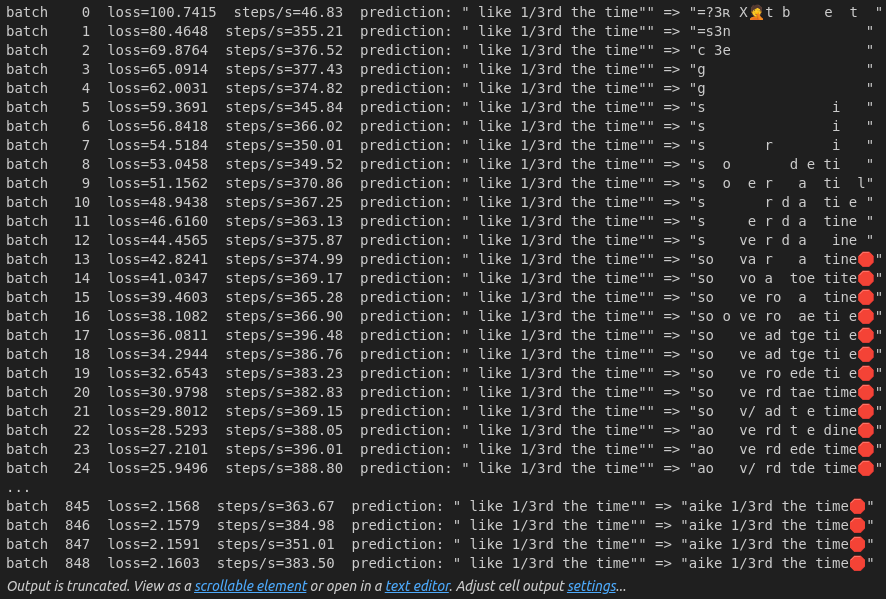 batch    0  loss=100.7415  steps/s=46.83  prediction: " like 1/3rd the time"" => "=?3ʀ X🤦t b    e  t  "
batch    1  loss=80.4648  steps/s=355.21  prediction: " like 1/3rd the time"" => "=s3n                "
batch    2  loss=69.8764  steps/s=376.52  prediction: " like 1/3rd the time"" => "c 3e                "
batch    3  loss=65.0914  steps/s=377.43  prediction: " like 1/3rd the time"" => "g                   "
batch    4  loss=62.0031  steps/s=374.82  prediction: " like 1/3rd the time"" => "g                   "
batch    5  loss=59.3691  steps/s=345.84  prediction: " like 1/3rd the time"" => "s               i   "
batch    6  loss=56.8418  steps/s=366.02  prediction: " like 1/3rd the time"" => "s               i   "
batch    7  loss=54.5184  steps/s=350.01  prediction: " like 1/3rd the time"" => "s       r       i   "
batch    8  loss=53.0458  steps/s=349.52  prediction: " like 1/3rd the time"" => "s  o       d e ti   "
batch    9  loss=51.1562  steps/s=370.86  prediction: " like 1/3rd the time"" => "s  o  e r   a  ti  l"
batch   10  loss=48.9438  steps/s=367.25  prediction: " like 1/3rd the time"" => "s       r d a  ti e "
batch   11  loss=46.6160  steps/s=363.13  prediction: " like 1/3rd the time"" => "s     e r d a  tine "
batch   12  loss=44.4565  steps/s=375.87  prediction: " like 1/3rd the time"" => "s    ve r d a   ine "
batch   13  loss=42.8241  steps/s=374.99  prediction: " like 1/3rd the time"" => "so   va r   a  tine🛑"
batch   14  loss=41.0347  steps/s=369.17  prediction: " like 1/3rd the time"" => "so   vo a  toe tite🛑"
batch   15  loss=39.4603  steps/s=365.28  prediction: " like 1/3rd the time"" => "so   ve ro  a  tine🛑"
batch   16  loss=38.1082  steps/s=366.90  prediction: " like 1/3rd the time"" => "so o ve ro  ae ti e🛑"
batch   17  loss=36.0811  steps/s=396.48  prediction: " like 1/3rd the time"" => "so   ve ad tge ti e🛑"
batch   18  loss=34.2944  steps/s=386.76  prediction: " like 1/3rd the time"" => "so   ve ad tge ti e🛑"
batch   19  loss=32.6543  steps/s=383.23  prediction: " like 1/3rd the time"" => "so   ve ro ede ti e🛑"
batch   20  loss=30.9798  steps/s=382.83  prediction: " like 1/3rd the time"" => "so   ve rd tae time🛑"
batch   21  loss=29.8012  steps/s=369.15  prediction: " like 1/3rd the time"" => "so   v/ ad t e time🛑"
batch   22  loss=28.5293  steps/s=388.05  prediction: " like 1/3rd the time"" => "ao   ve rd t e dine🛑"
batch   23  loss=27.2101  steps/s=396.01  prediction: " like 1/3rd the time"" => "ao   ve rd ede time🛑"
batch   24  loss=25.9496  steps/s=388.80  prediction: " like 1/3rd the time"" => "ao   v/ rd tde time🛑"
...
batch  845  loss=2.1568  steps/s=363.67  prediction: " like 1/3rd the time"" => "aike 1/3rd the time🛑"
batch  846  loss=2.1579  steps/s=384.98  prediction: " like 1/3rd the time"" => "aike 1/3rd the time🛑"
batch  847  loss=2.1591  steps/s=351.01  prediction: " like 1/3rd the time"" => "aike 1/3rd the time🛑"
batch  848  loss=2.1603  steps/s=383.50  prediction: " like 1/3rd the time"" => "aike 1/3rd the time🛑"
Output is truncated. View as a scrollable element or open in a text editor. Adjust cell output settings...